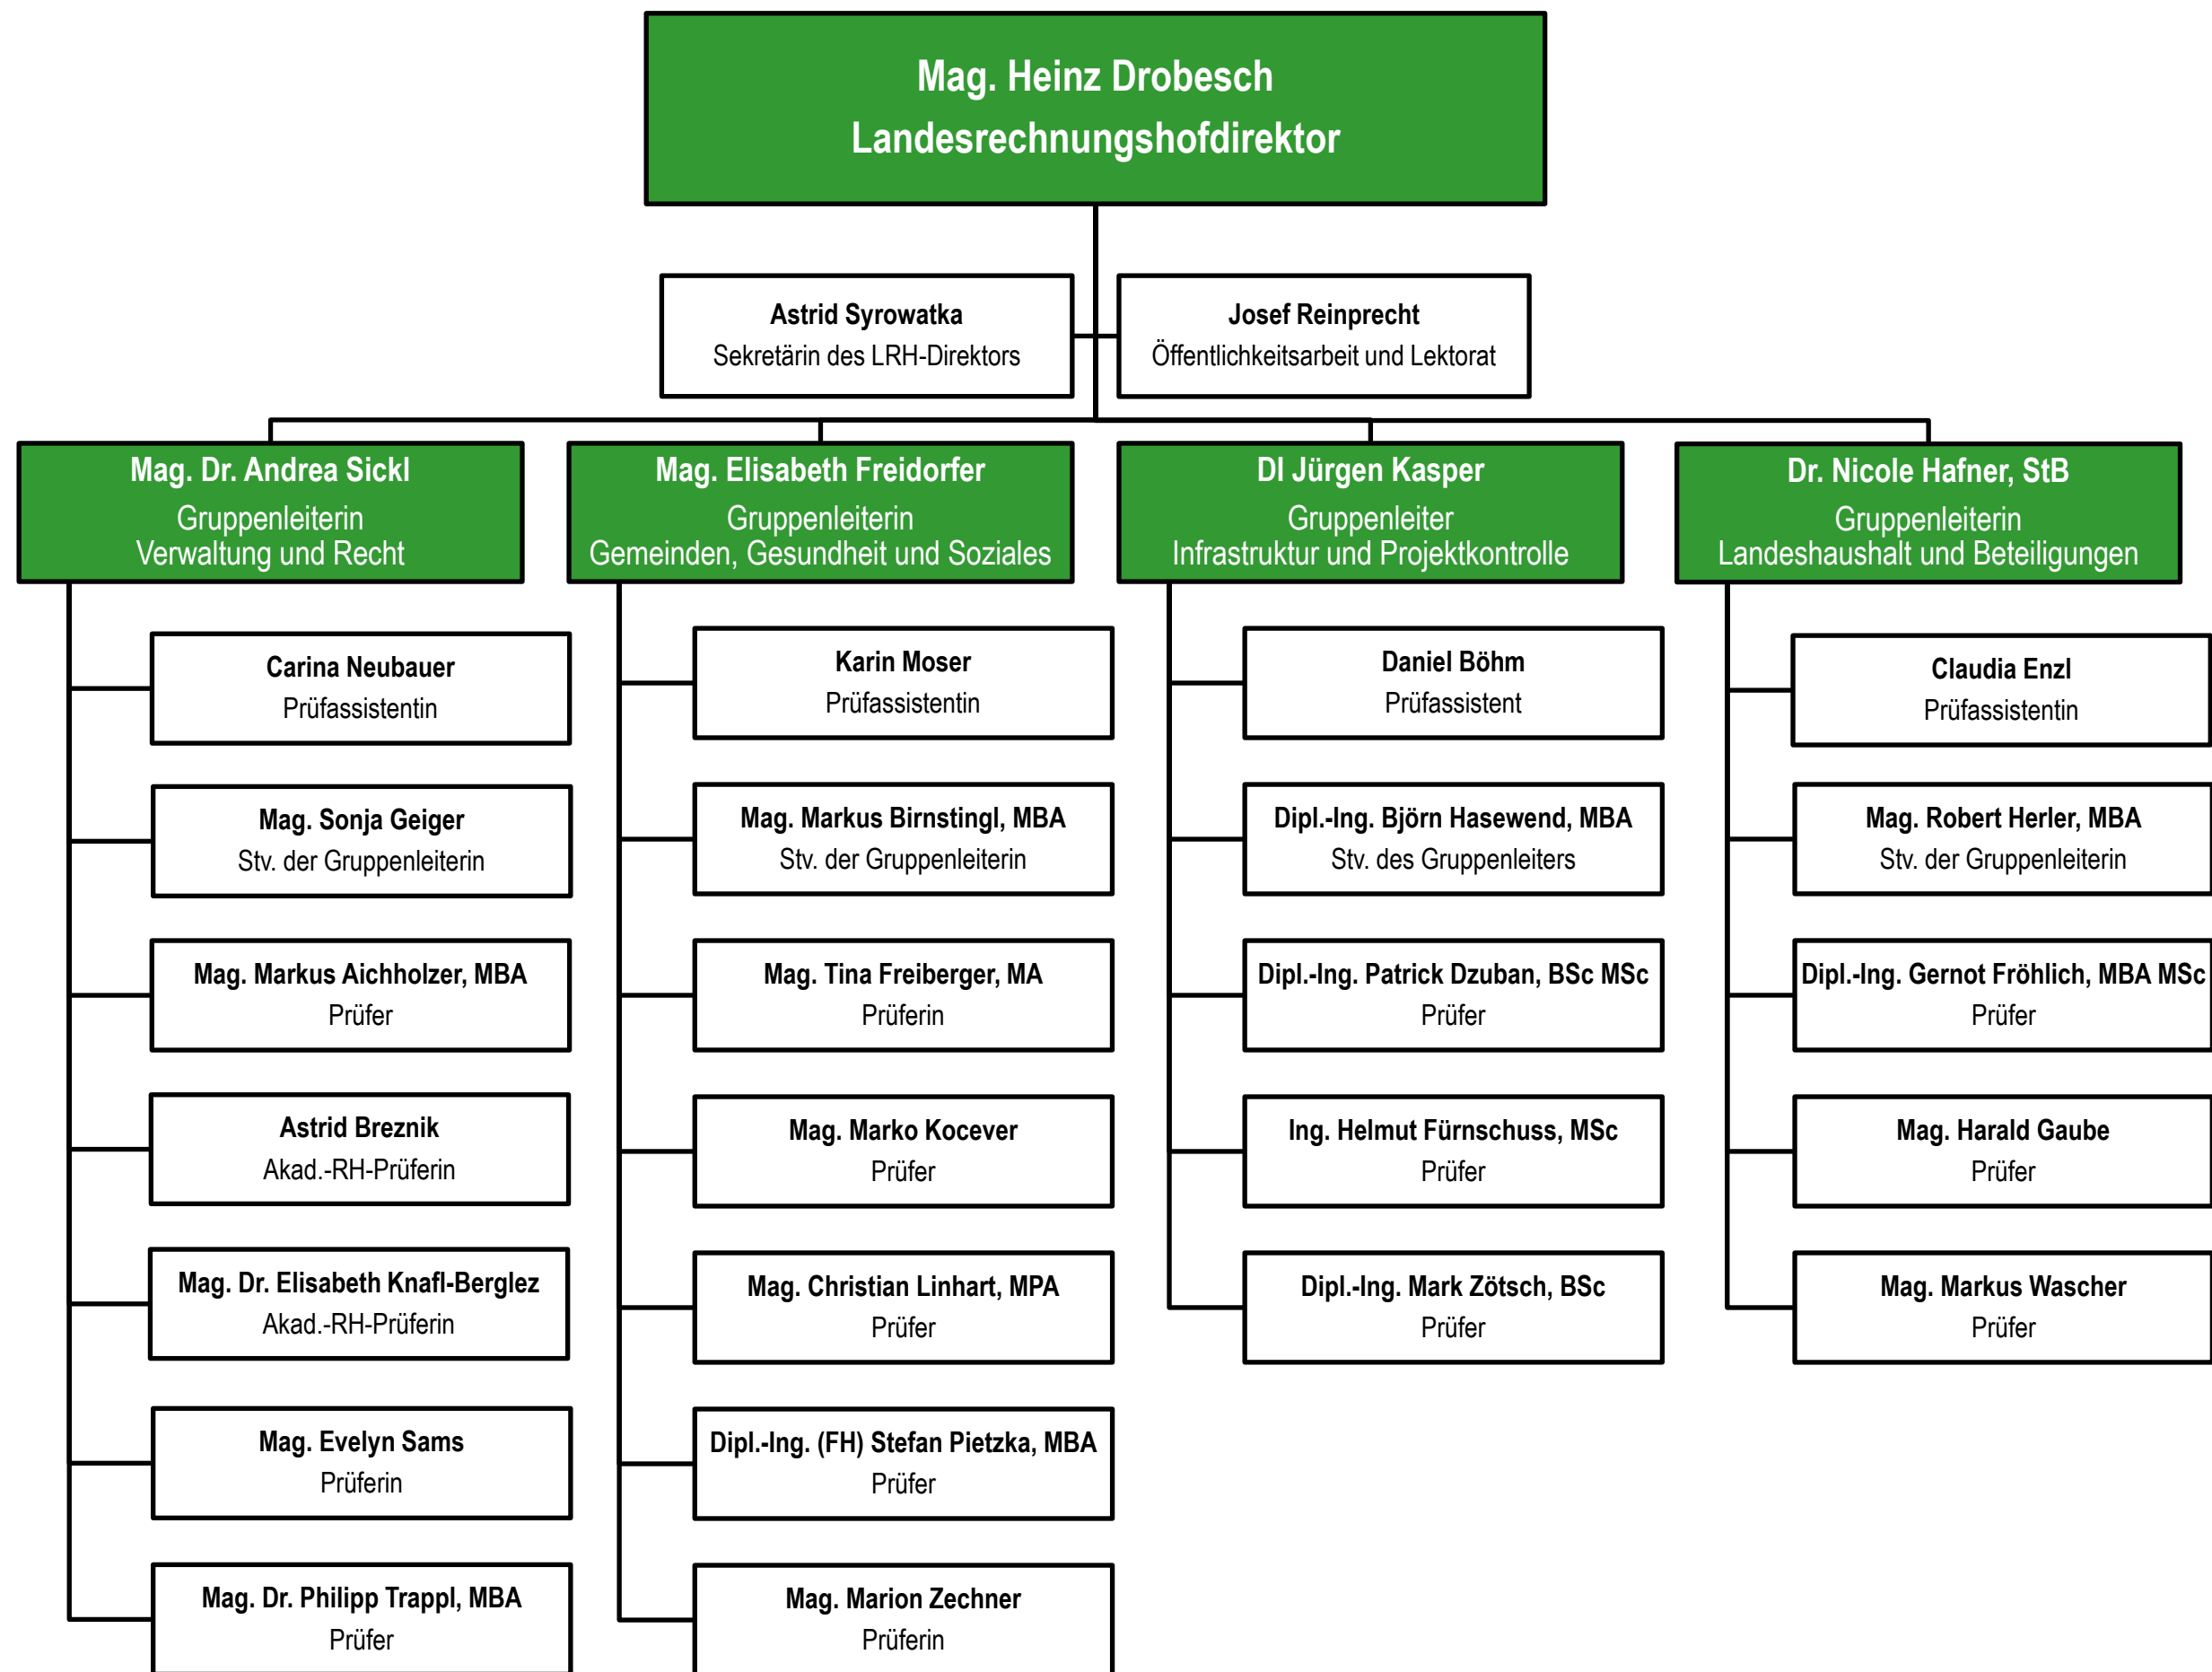 Mag. Heinz Drobesch
Landesrechnungshofdirektor
Astrid Syrowatka
Sekretärin des LRH-Direktors
Josef Reinprecht
Öffentlichkeitsarbeit und Lektorat
Mag. Dr. Andrea Sickl
Gruppenleiterin
Verwaltung und Recht
Carina Neubauer
Prüfassistentin
Mag. Sonja Geiger
Stv. der Gruppenleiterin
Mag. Markus Aichholzer, MBA
Prüfer
Astrid Breznik
Akad.-RH-Prüferin
Mag. Dr. Elisabeth Knafl-Berglez
Akad.-RH-Prüferin
Mag. Evelyn Sams
Prüferin
Mag. Dr. Philipp Trappl, MBA
Prüfer
Mag. Elisabeth Freidorfer
Gruppenleiterin
Gemeinden, Gesundheit und Soziales
Karin Moser
Prüfassistentin
Mag. Markus Birnstingl, MBA
Stv. der Gruppenleiterin
Mag. Tina Freiberger, MA
Prüferin
Mag. Marko Kocever
Prüfer
Mag. Christian Linhart, MPA
Prüfer
Dipl.-Ing. (FH) Stefan Pietzka, MBA
Prüfer
Mag. Marion Zechner
Prüferin
DI Jürgen Kasper
Gruppenleiter
Infrastruktur und Projektkontrolle
Daniel Böhm
Prüfassistent
Dipl.-Ing. Björn Hasewend, MBA
Stv. des Gruppenleiters
Dipl.-Ing. Patrick Dzuban, BSc MSc
Prüfer
Ing. Helmut Fürnschuss, MSc
Prüfer
Dipl.-Ing. Mark Zötsch, BSc
Prüfer
Dr. Nicole Hafner, StB
Gruppenleiterin
Landeshaushalt und Beteiligungen
Claudia Enzl
Prüfassistentin
Mag. Robert Herler, MBA
Stv. der Gruppenleiterin
Dipl.-Ing. Gernot Fröhlich, MBA MSc
Prüfer
Mag. Harald Gaube
Prüfer
Mag. Markus Wascher
Prüfer